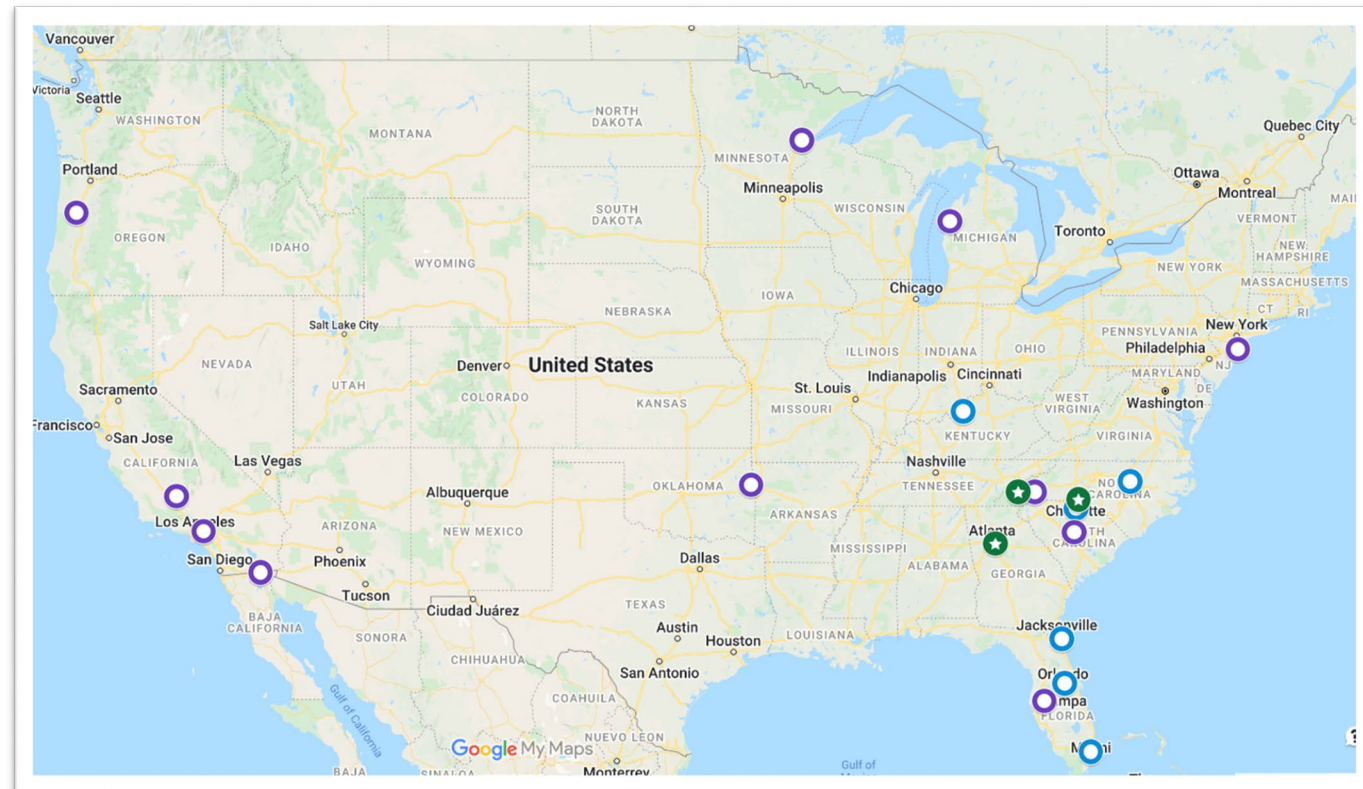 Vancouver
Victoria
Seattle
WASHINGTON
Portland
OREGON
IDAHO
MONTANA
NORTH
DAKOTA
SOUTH
DAKOTA
WYOMING
MINNESOTA
Minneapolis
WISCONSIN
MICHIGAN
Chicago
IOWA
NEBRASKA
Toronto
Ottawa
Montreal
Quebec City
VERMONT
NEW
HAMPSHIRE
MASSACHUSETTS
CT
RI
NEW YORK
New York
PENNSYLVANIA
Philadelphia
NJ
MARYLAND
DE
Washington
Salt Lake City
NEVADA
UTAH
Denver
United States
COLORADO
KANSAS
MISSOURI
St. Louis
ILLINOIS
INDIANA
OHIO
Indianapolis
Cincinnati
WEST
VIRGINIA
VIRGINIA
KENTUCKY
Nashville
TENNESSEE
Sacramento
Francisco
San Jose
CALIFORNIA
Las Vegas
Los Angeles
San Diego
ARIZONA
Phoenix
Tucson
Albuquerque
NEW MEXICO
OKLAHOMA
ARKANSAS
MISSISSIPPI
ALABAMA
Atlanta
GEORGIA
Charlotte
CAROLINA
Dallas
TEXAS
Austin
Houston
San Antonio
LOUISIANA
Ciudad Juárez
BAJA
CALIFORNIA
SONORA
CHIHUAHUA
COAHUILA
NUEVO LEON
Monterrey
Gulf of California
BAJA
SINALOA
Jacksonville
Orlando
FLORIDA
Miami
Gulf of
Google My Maps